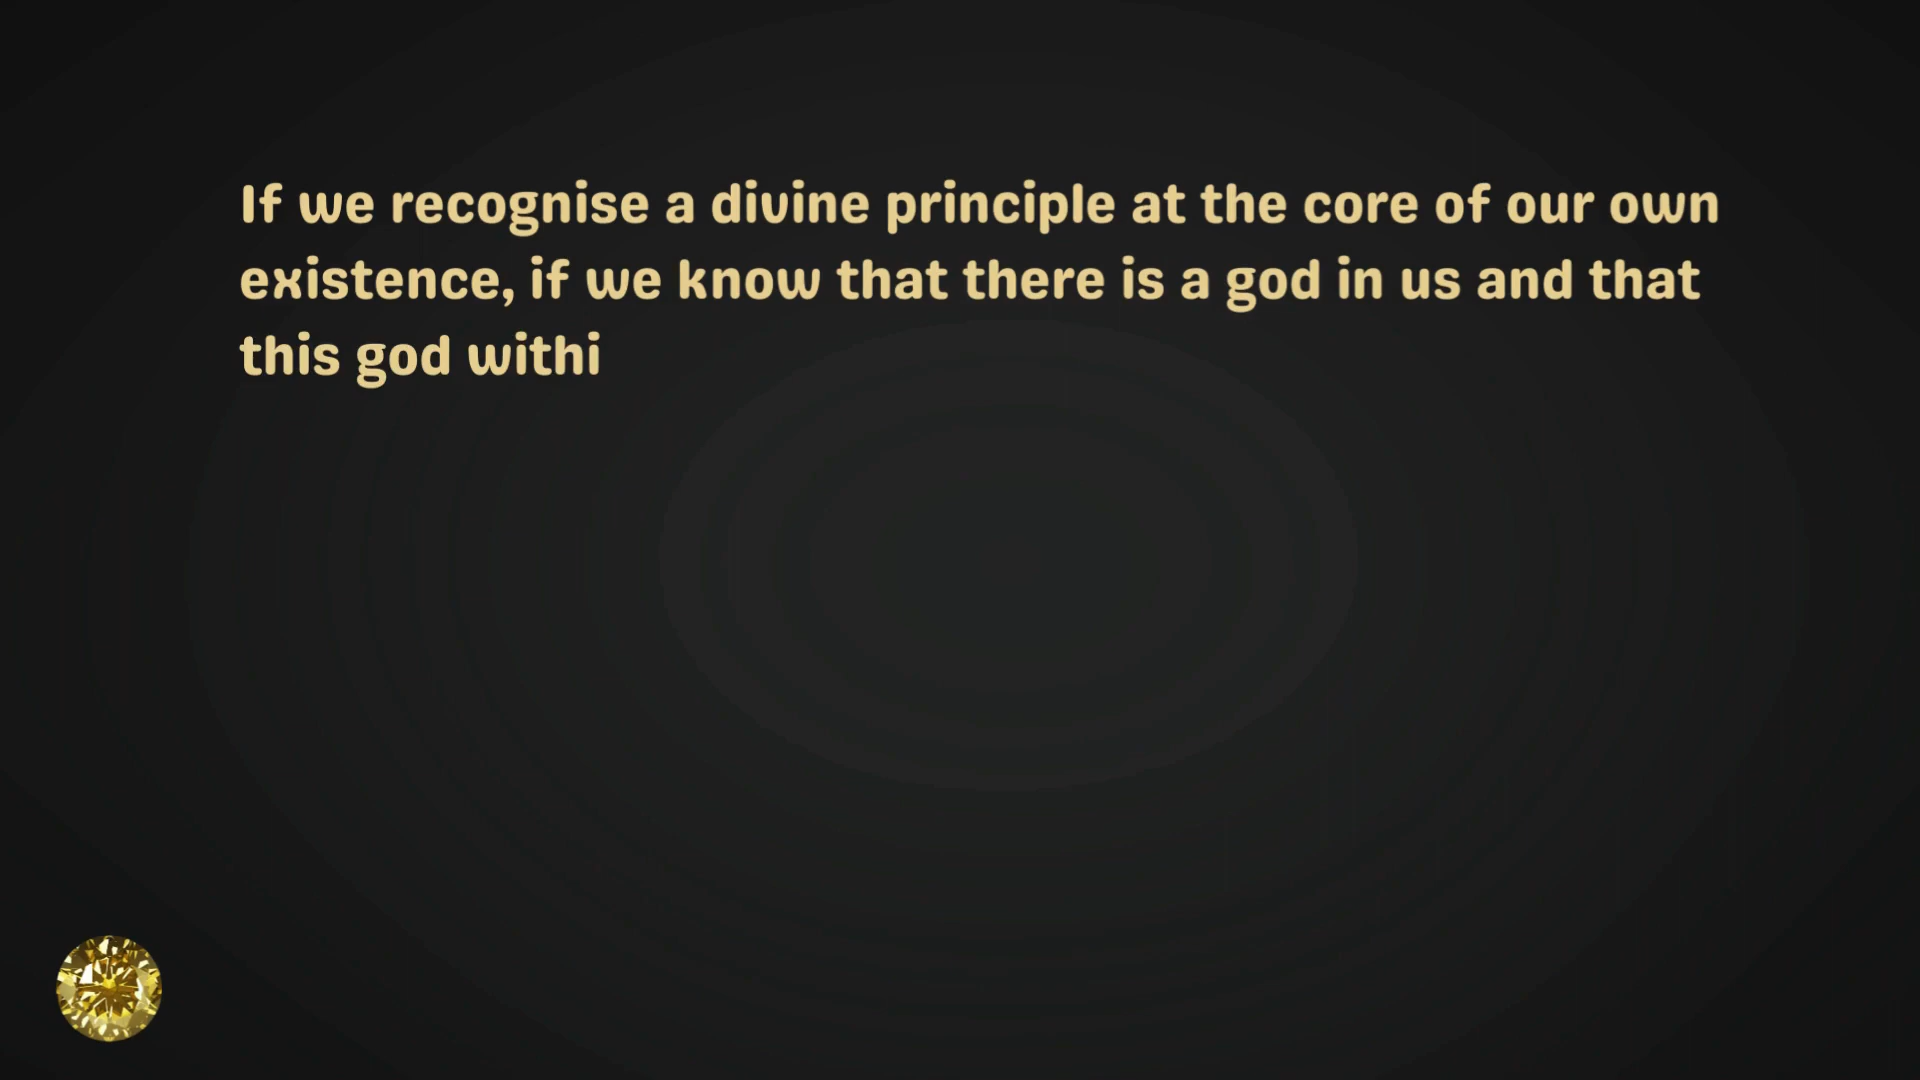 If we recognise a divine principle at the core of our own
existence, if we know that there is a god in us and that
this god withi